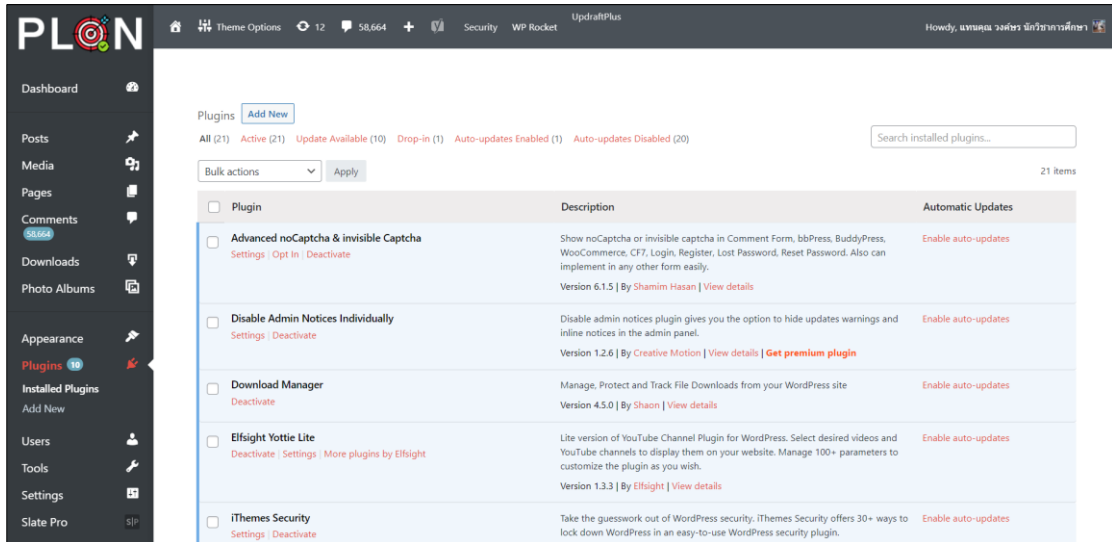 PLON
Theme Options 12 58,664 + Security WP Rocket UpdraftPlus Howdy, แทนคุณ วงศ์ษร นักวิชาการศึกษา
Dashboard
Posts
Media
Pages
Comments
58,664
Downloads
Photo Albums
Appearance
Plugins 10
Installed Plugins
Add New
Users
Tools
Settings
Slate Pro S|P
Plugins Add New
All (21) Active (21) Update Available (10) Drop-in (1) Auto-updates Enabled (1) Auto-updates Disabled (20)
Search installed plugins...
Bulk actions Apply 21 items
Plugin Description Automatic Updates
Advanced noCaptcha & invisible Captcha
Settings | Opt In | Deactivate
Show noCaptcha or invisible captcha in Comment Form, bbPress, BuddyPress,
WooCommerce, CF7, Login, Register, Lost Password, Reset Password. Also can
implement in any other form easily.
Version 6.1.5 | By Shamim Hasan | View details
Enable auto-updates
Disable Admin Notices Individually
Settings | Deactivate
Disable admin notices plugin gives you the option to hide updates warnings and
inline notices in the admin panel.
Version 1.2.6 | By Creative Motion | View details | Get premium plugin
Enable auto-updates
Download Manager
Deactivate
Manage, Protect and Track File Downloads from your WordPress site
Version 4.5.0 | By Shaon | View details
Enable auto-updates
Elfsight Yottie Lite
Deactivate | Settings | More plugins by Elfsight
Lite version of YouTube Channel Plugin for WordPress. Select desired videos and
YouTube channels to display them on your website. Manage 100+ parameters to
customize the plugin as you wish.
Version 1.3.3 | By Elfsight | View details
Enable auto-updates
iThemes Security
Settings | Deactivate
Take the guesswork out of WordPress security. iThemes Security offers 30+ ways to
lock down WordPress in an easy-to-use WordPress security plugin.
Enable auto-updates